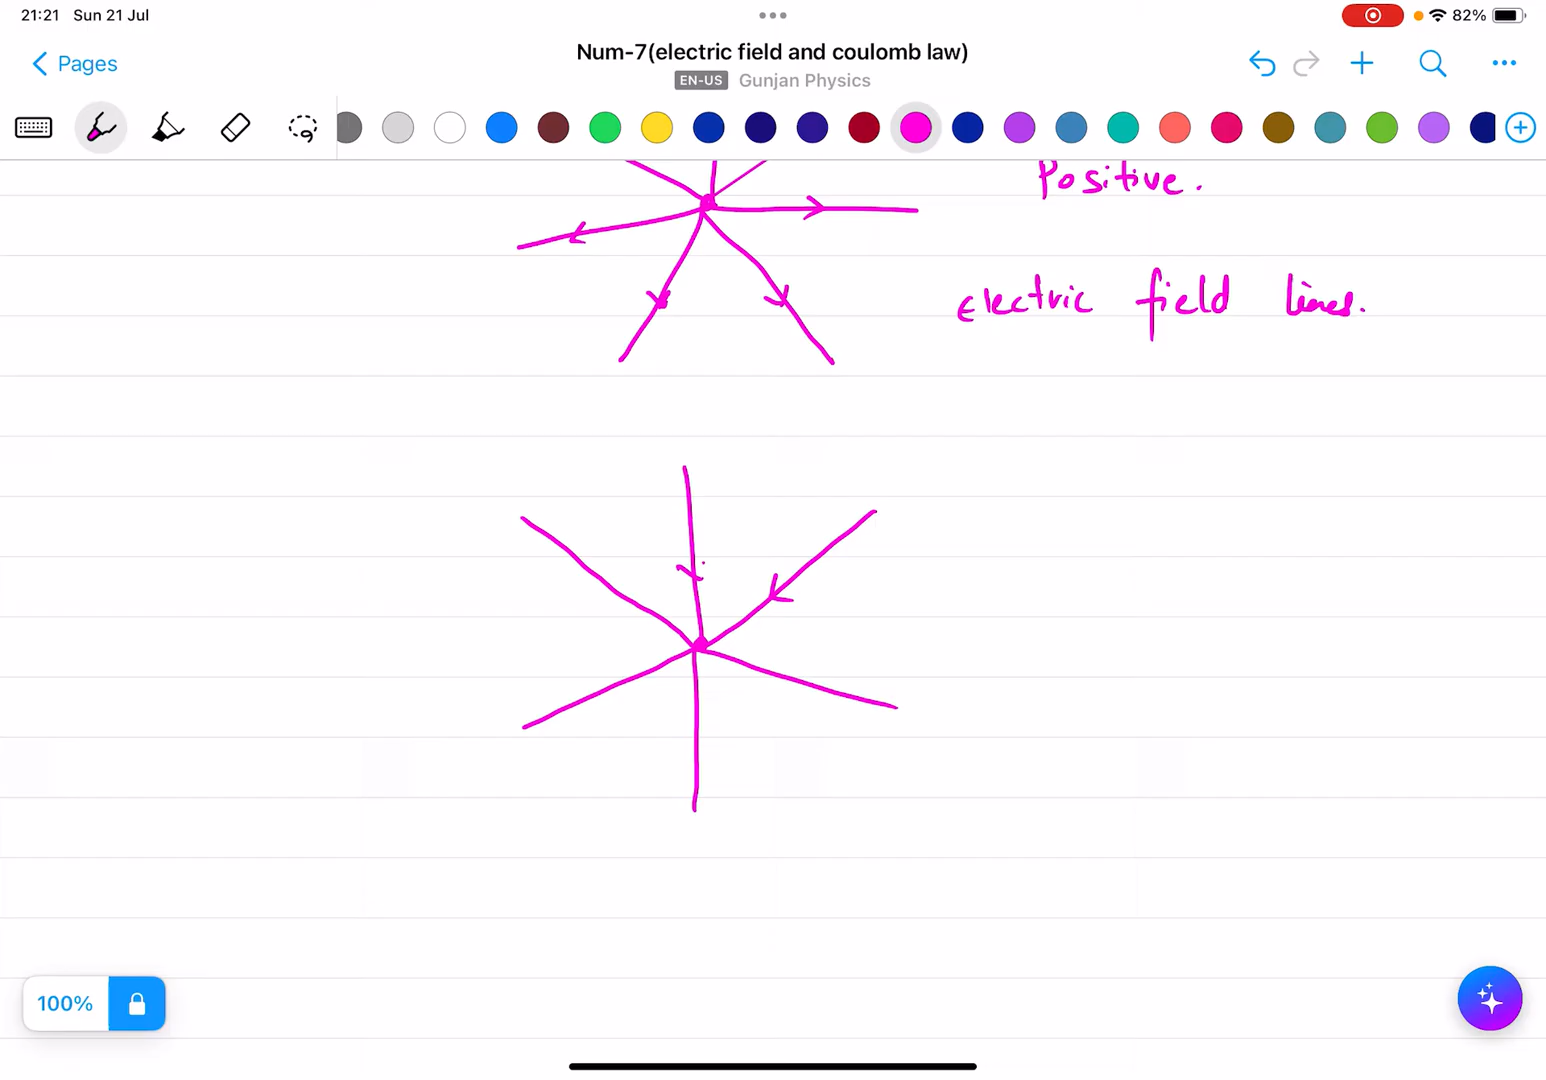 21:21 Sun 21 Jul
82%
Pages
Num-7(electric field and coulomb law)
EN-US Gunjan Physics
Positive.
electric field lines.
100%